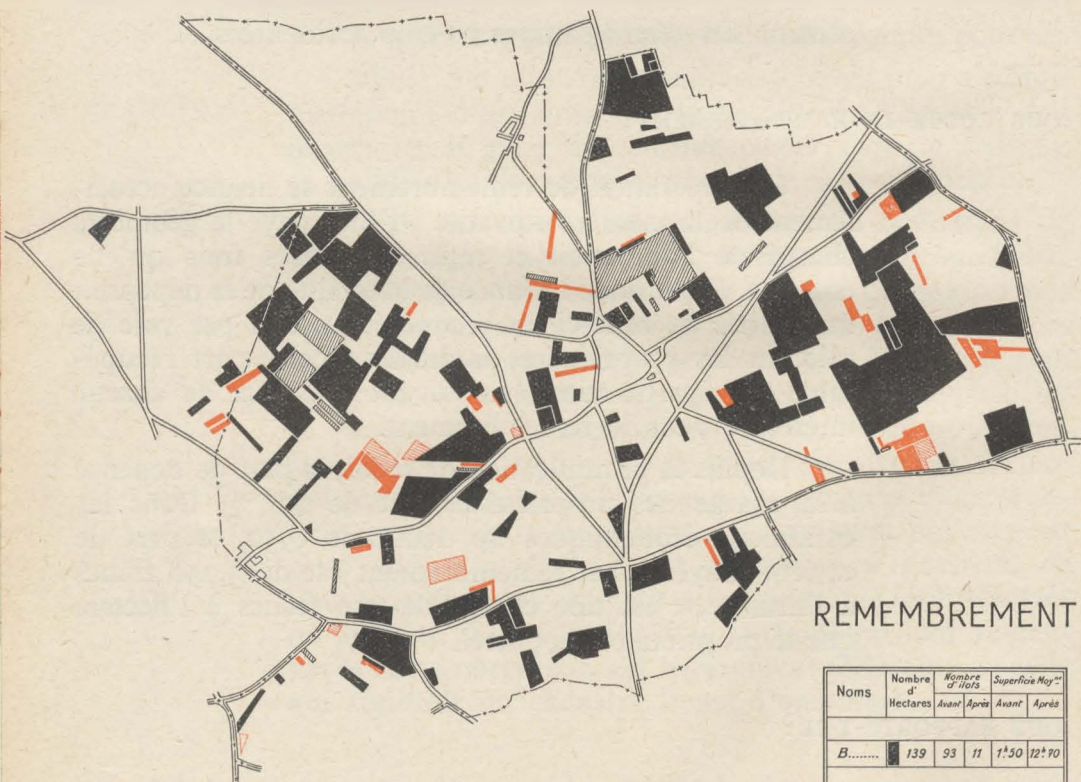 REMEMBREMENT
Noms Nombre d' Hectares Nombre d'ilots Superficie Moy.ne
Avant Après Avant Après
B........ 139 93 11 1h50 12h70